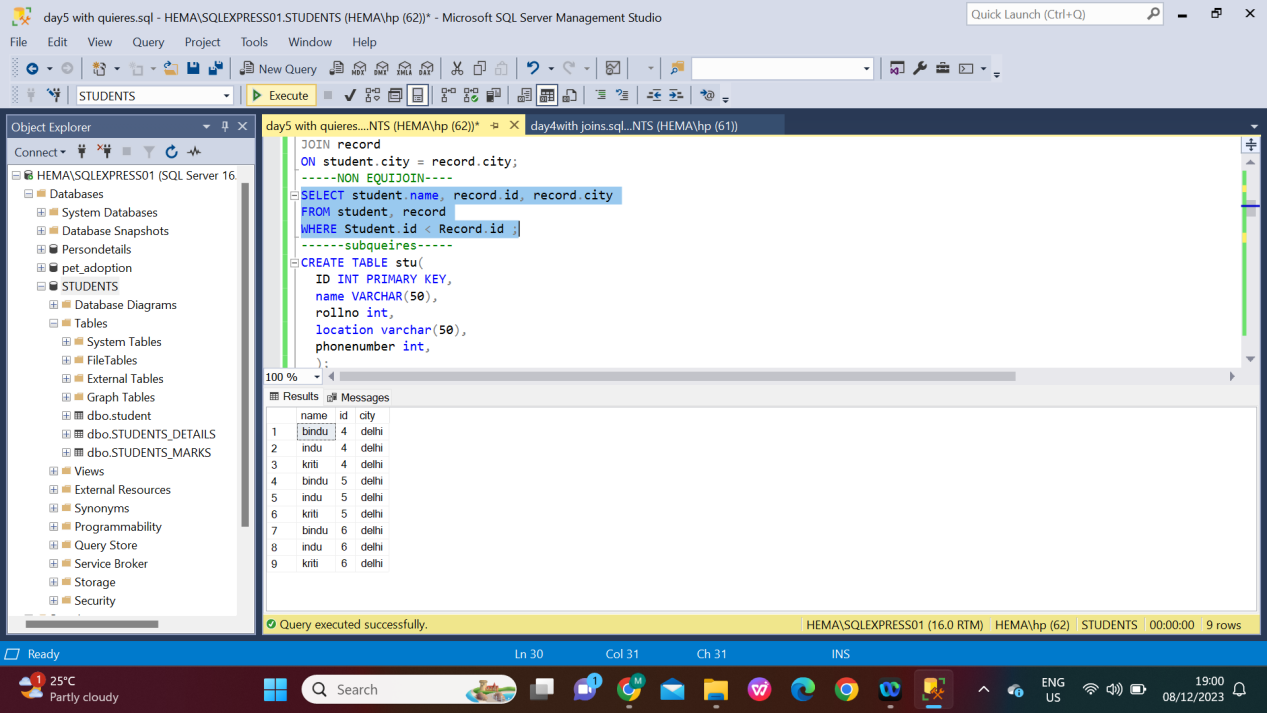 day5 with quieres.sql - HEMA\SQLEXPRESS01.STUDENTS (HEMA\hp (62))* - Microsoft SQL Server Management Studio
Quick Launch (Ctrl+Q)
File Edit View Query Project Tools Window Help
New Query MDX DMX XMLA DAX
STUDENTS Execute
Object Explorer
day5 with quieres....NTS (HEMA\hp (62))* day4with joins.sql...NTS (HEMA\hp (61))
Connect
HEMA\SQLEXPRESS01 (SQL Server 16.
Databases
System Databases
Database Snapshots
Persondetails
pet_adoption
STUDENTS
Database Diagrams
Tables
System Tables
FileTables
External Tables
Graph Tables
dbo.student
dbo.STUDENTS_DETAILS
dbo.STUDENTS_MARKS
Views
External Resources
Synonyms
Programmability
Query Store
Service Broker
Storage
Security
JOIN record
ON student.city = record.city;
-----NON EQUIJOIN----
SELECT student.name, record.id, record.city
FROM student, record
WHERE Student.id < Record.id ;
------subqueires-----
CREATE TABLE stu(
ID INT PRIMARY KEY,
name VARCHAR(50),
rollno int,
location varchar(50),
phonenumber int,
);
100 %
Results Messages
name id city
1 bindu 4 delhi
2 indu 4 delhi
3 kriti 4 delhi
4 bindu 5 delhi
5 indu 5 delhi
6 kriti 5 delhi
7 bindu 6 delhi
8 indu 6 delhi
9 kriti 6 delhi
Query executed successfully. HEMA\SQLEXPRESS01 (16.0 RTM) HEMA\hp (62) STUDENTS 00:00:00 9 rows
Ready Ln 30 Col 31 Ch 31 INS
1 25°C
Partly cloudy
Search
1
M
ENG
US
19:00
08/12/2023